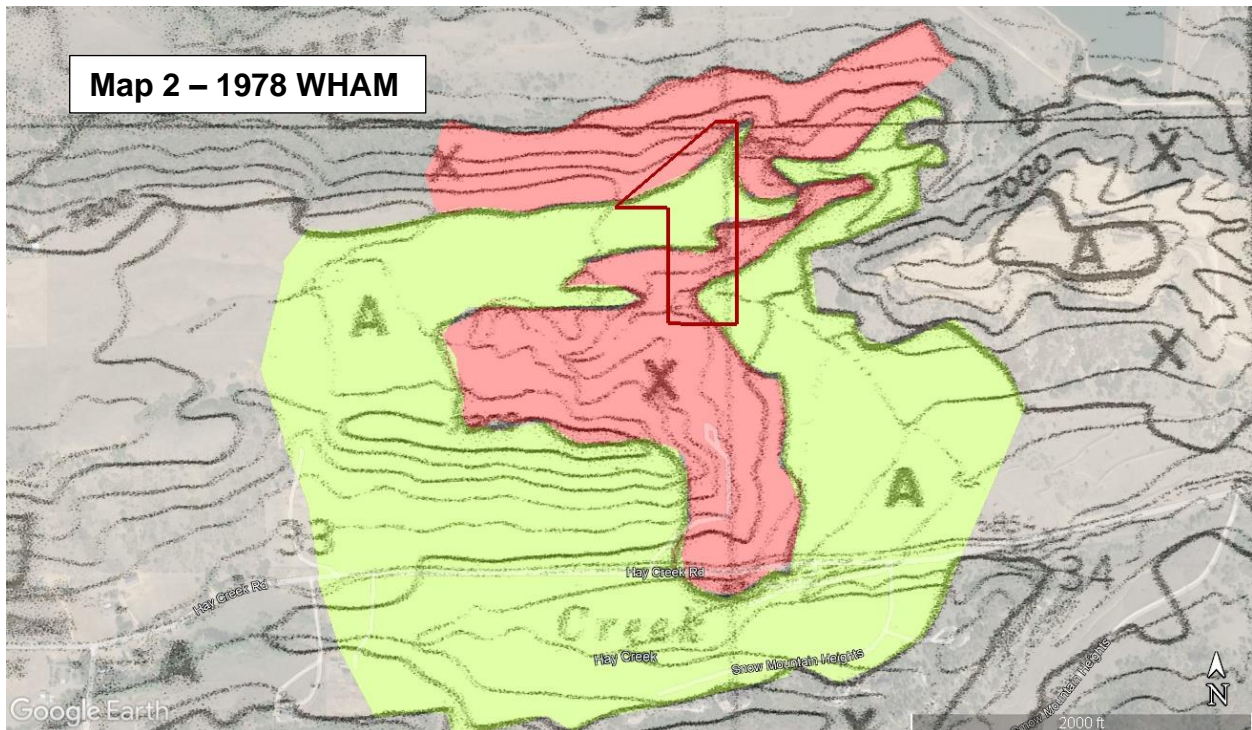 A
Map 2 – 1978 WHAM
X
X
7000
A
A
X
X
A
33
Hay Creek Rd
Hay Creek Rd
34
Creek
Hay Creek
Snow Mountain Heights
Snow Mountain Heights
N
Google Earth
2000 ft